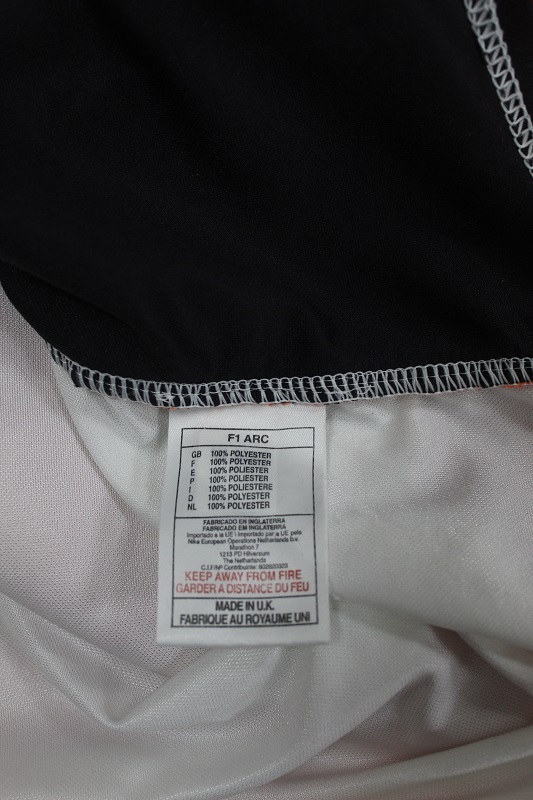 F1 ARC
GB 100% POLYESTER
F 100% POLYESTER
E 100% POLIESTER
P 100% POLIESTER
I 100% POLIESTERE
D 100% POLYESTER
NL 100% POLYESTER
FABRICADO EN INGLATERRA
FABRICADO EM INGLATERRA
Importado a la UE \ Importado par a UE pela
Nike European Operations Netherlands b.v.
Marathon 7
1213 PD Hilversum
The Netherlands
C.I.F/NP Contribuinte:
KEEP AWAY FROM FIRE
GARDER A DISTANCE DU FEU
MADE IN U.K.
FABRIQUE AU ROYAUME UNI